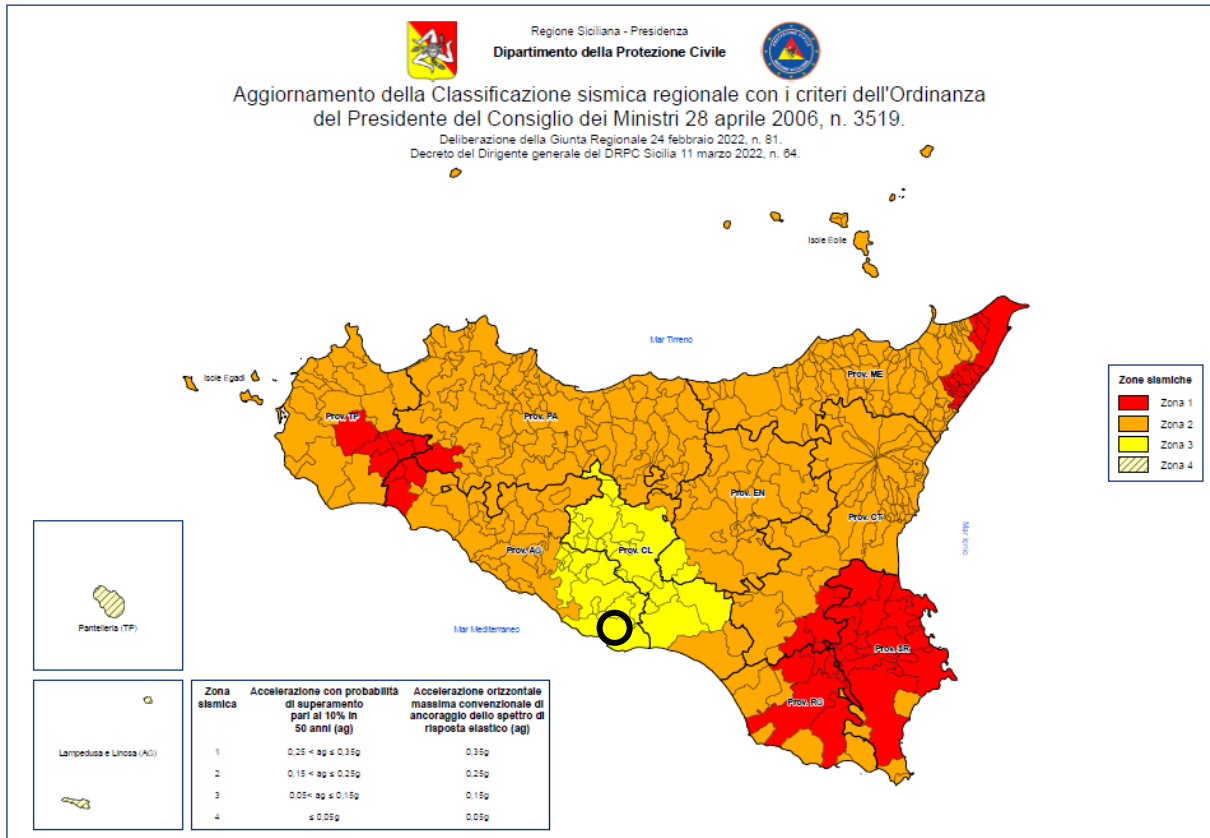 Regione Siciliana - Presidenza
Dipartimento della Protezione Civile
Aggiornamento della Classificazione sismica regionale con i criteri dell'Ordinanza
del Presidente del Consiglio dei Ministri 28 aprile 2006, n. 3519.
Deliberazione della Giunta Regionale 24 febbraio 2022, n. 81.
Decreto del Dirigente generale del DRPC Sicilia 11 marzo 2022, n. 64.
Isole Eolie
Mar Tirreno
Isole Egadi
Prov. ME
Prov. TP
Prov. PA
Zone sismiche
Zona 1
Zona 2
Zona 3
Zona 4
Prov. EN
Prov. CT
Mar Ionio
Prov. AG
Prov. CL
Pantelleria (TP)
Mar Mediterraneo
Prov. SR
Prov. RG
Lampedusa e Linosa (AG)
Zona Accelerazione con probabilità Accelerazione orizzontale
sismica di superamento massima convenzionale di
pari al 10% in ancoraggio dello spettro di
50 anni (ag) risposta elastico (ag)
1 0,25 < ag ≤ 0,35g 0,35g
2 0,15 < ag ≤ 0,25g 0,25g
3 0,05< ag ≤ 0,15g 0,15g
4 ≤ 0,05g 0,05g